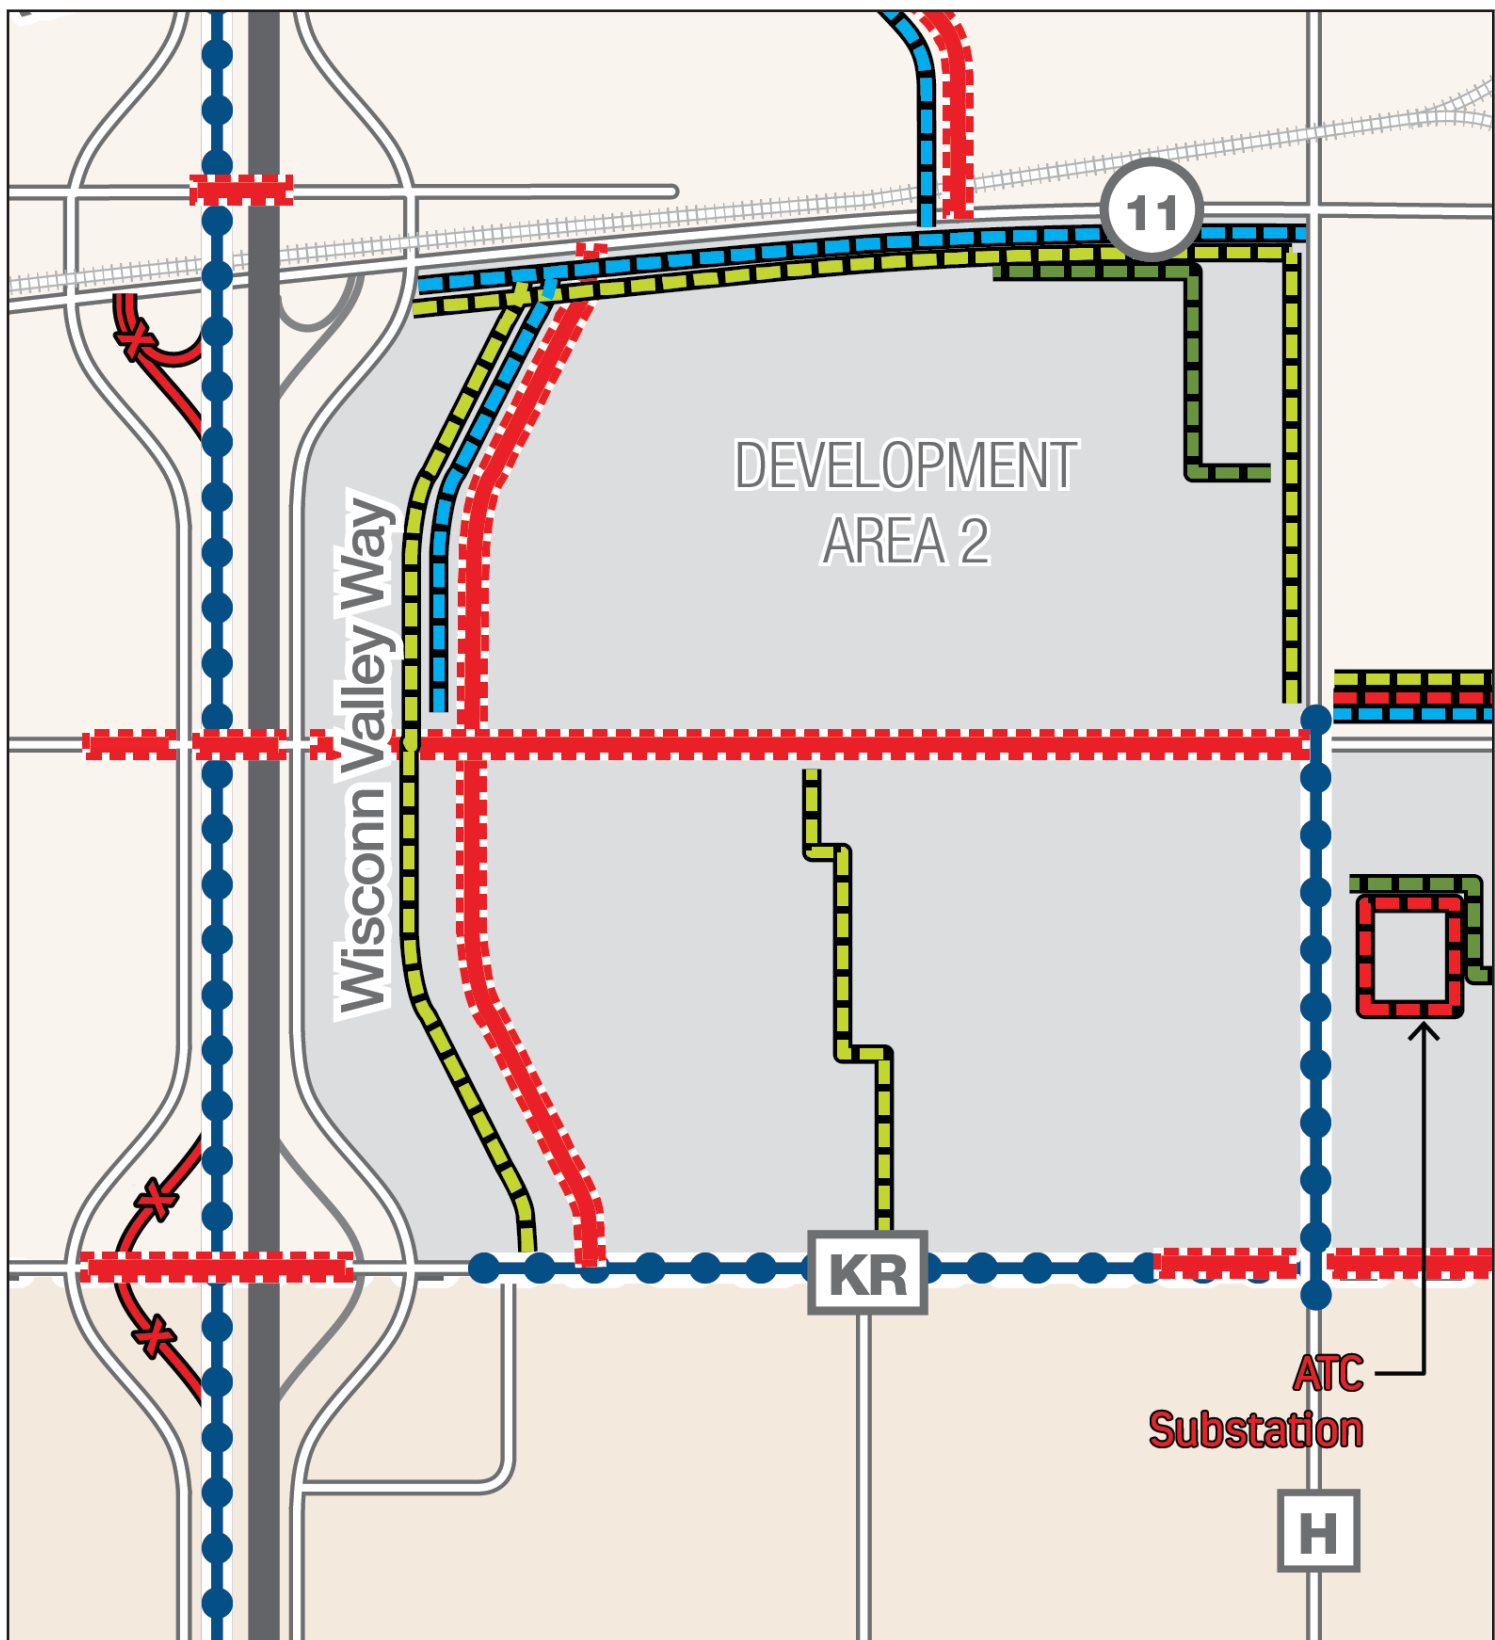 11
DEVELOPMENT
AREA 2
Wisconn Valley Way
KR
ATC
Substation
H